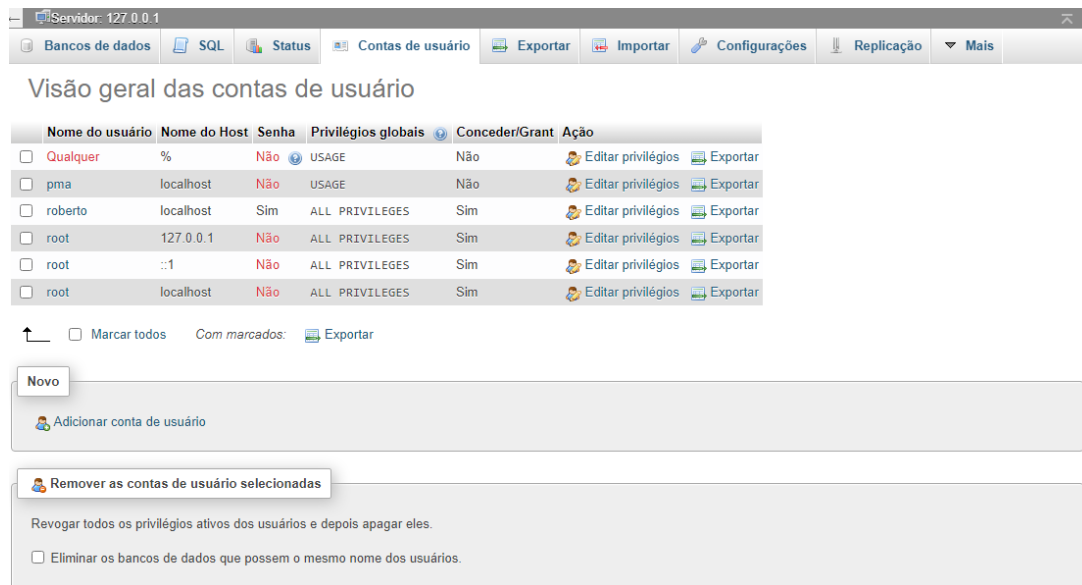 Servidor: 127.0.0.1
Bancos de dados SQL Status Contas de usuário Exportar Importar Configurações Replicação Mais
Visão geral das contas de usuário
Nome do usuário Nome do Host Senha Privilégios globais Conceder/Grant Ação
Qualquer % Não USAGE Não Editar privilégios Exportar
pma localhost Não USAGE Não Editar privilégios Exportar
roberto localhost Sim ALL PRIVILEGES Sim Editar privilégios Exportar
root 127.0.0.1 Não ALL PRIVILEGES Sim Editar privilégios Exportar
root ::1 Não ALL PRIVILEGES Sim Editar privilégios Exportar
root localhost Não ALL PRIVILEGES Sim Editar privilégios Exportar
Marcar todos Com marcados: Exportar
Novo
Adicionar conta de usuário
Remover as contas de usuário selecionadas
Revogar todos os privilégios ativos dos usuários e depois apagar eles.
Eliminar os bancos de dados que possem o mesmo nome dos usuários.